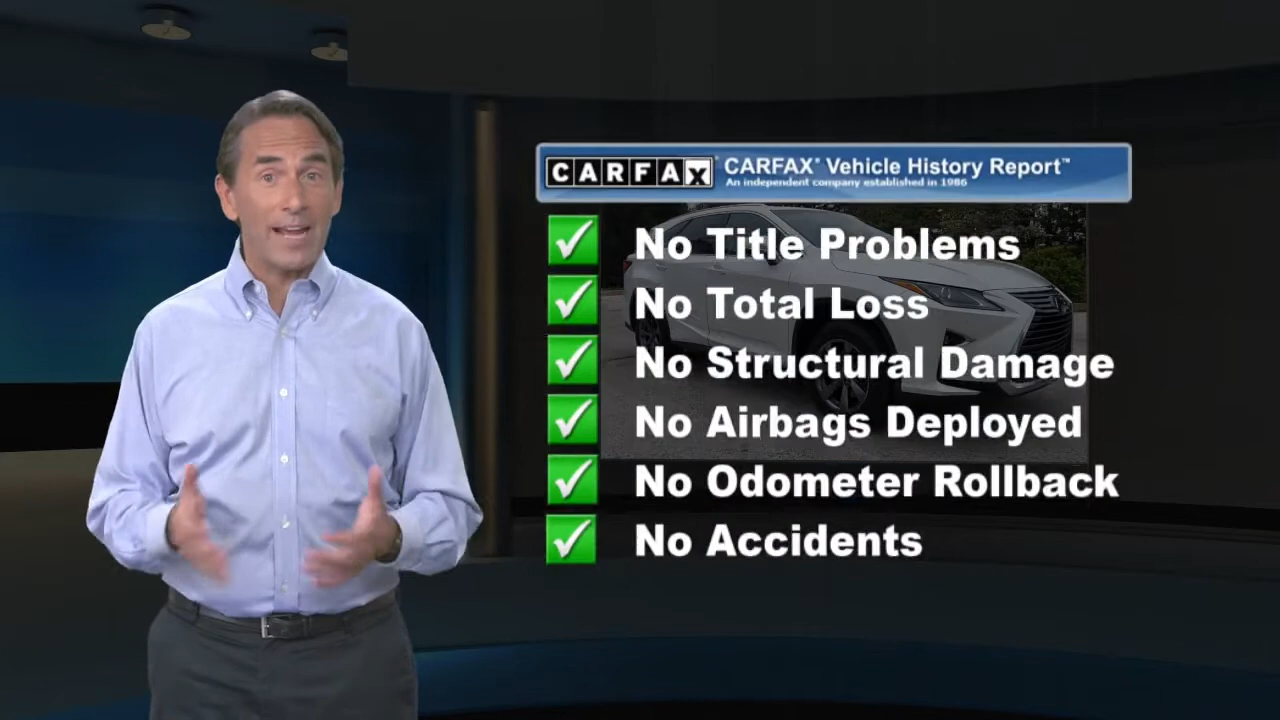 CARFAX® CARFAX® Vehicle History Report™
An independent company established in 1986
No Title Problems
No Total Loss
No Structural Damage
No Airbags Deployed
No Odometer Rollback
No Accidents